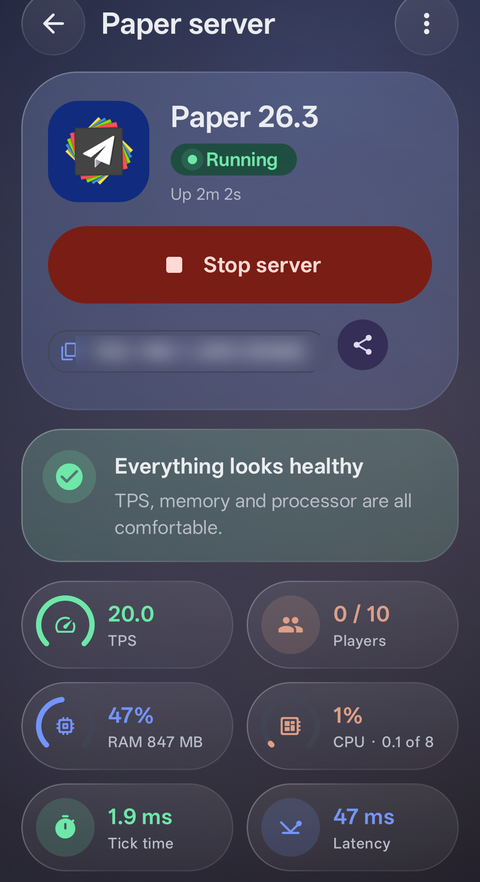 Paper server
Paper 26.3
Running
Up 2m 2s
Stop server
Everything looks healthy
TPS, memory and processor are all
comfortable.
20.0
TPS
0 / 10
Players
47%
RAM 847 MB
1%
CPU · 0.1 of 8
1.9 ms
Tick time
47 ms
Latency